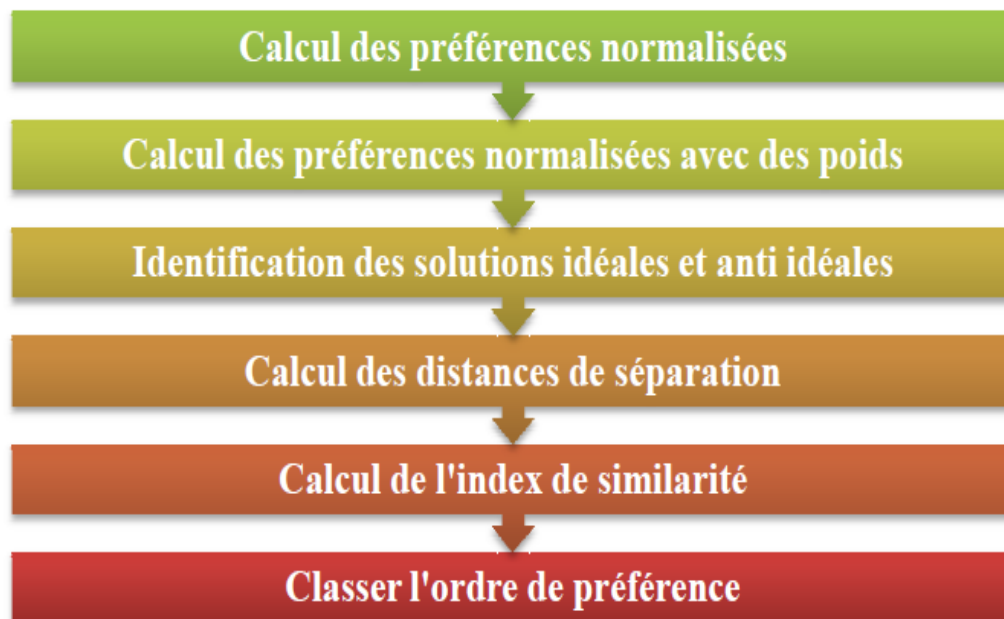 Calcul des préférences normalisées
Calcul des préférences normalisées avec des poids
Identification des solutions idéales et anti idéales
Calcul des distances de séparation
Calcul de l'index de similarité
Classer l'ordre de préférence